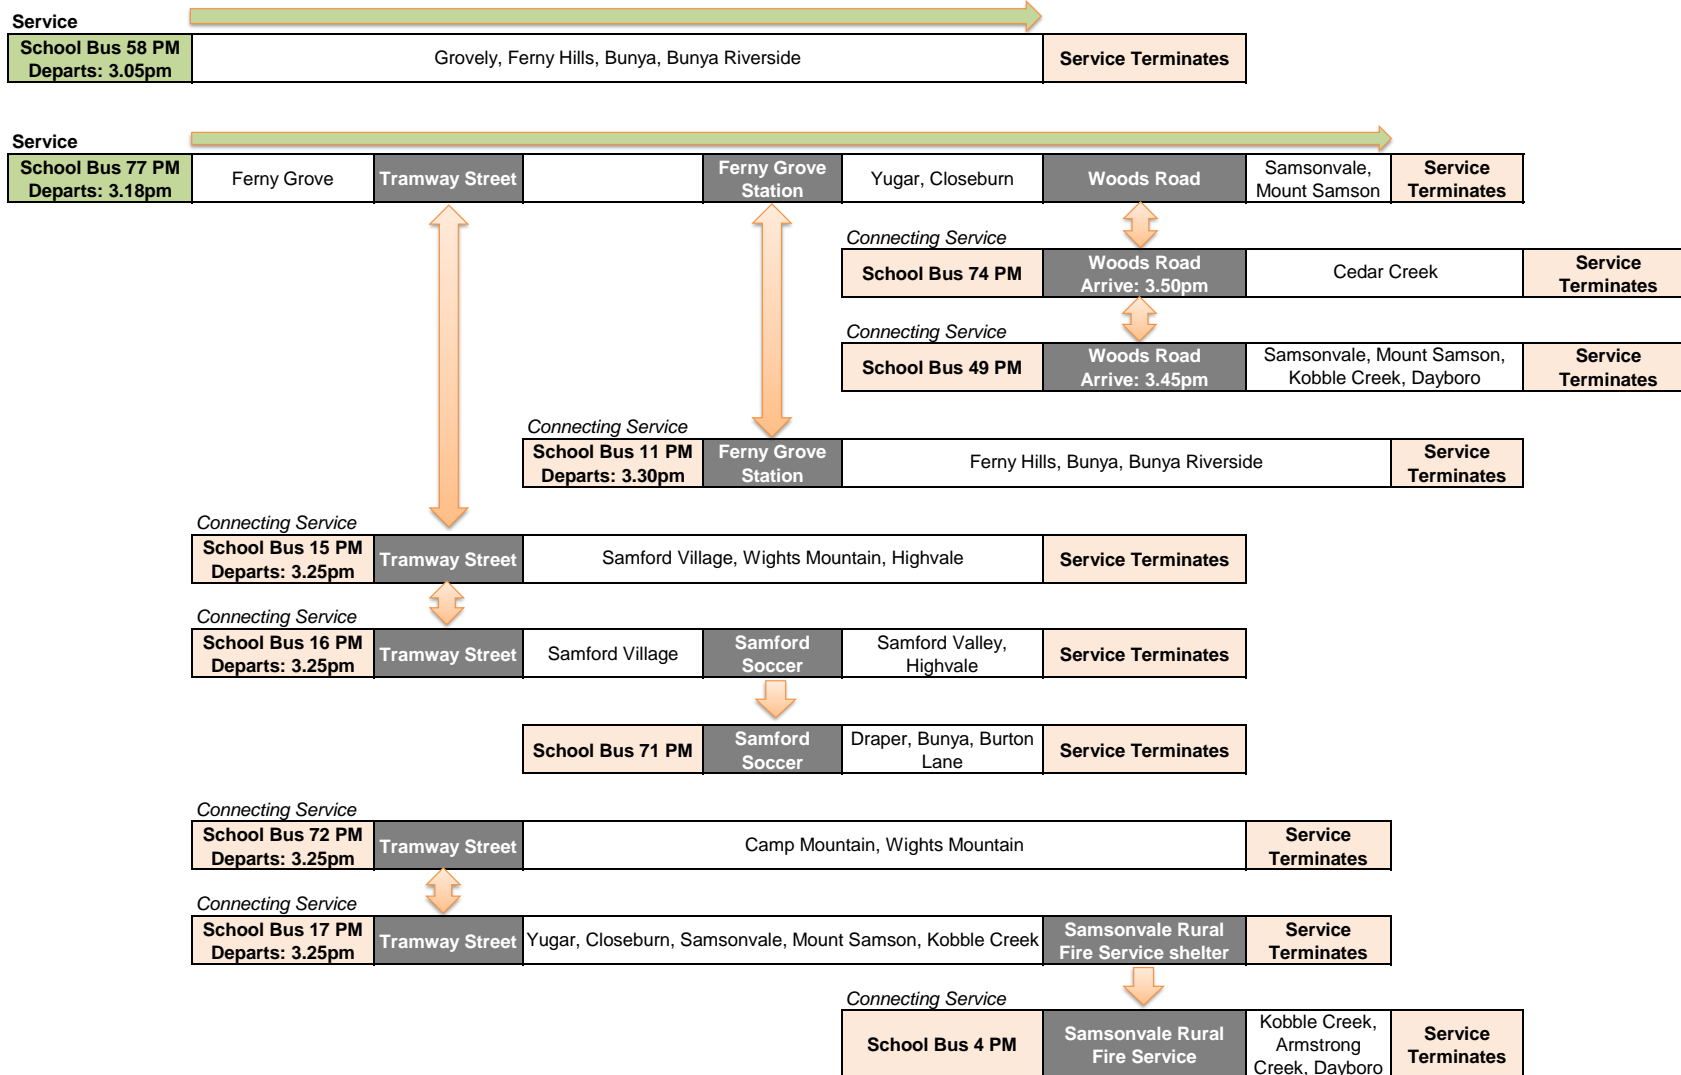 Service
School Bus 58 PM
Departs: 3.05pm
Grovely, Ferny Hills, Bunya, Bunya Riverside
Service Terminates
Service
School Bus 77 PM
Departs: 3.18pm
Ferny Grove
Tramway Street
Ferny Grove
Station
Yugar, Closeburn
Woods Road
Samsonvale,
Mount Samson
Service
Terminates
Connecting Service
School Bus 74 PM
Woods Road
Arrive: 3.50pm
Cedar Creek
Service
Terminates
Connecting Service
School Bus 49 PM
Woods Road
Arrive: 3.45pm
Samsonvale, Mount Samson,
Kobble Creek, Dayboro
Service
Terminates
Connecting Service
School Bus 11 PM
Departs: 3.30pm
Ferny Grove
Station
Ferny Hills, Bunya, Bunya Riverside
Service
Terminates
Connecting Service
School Bus 15 PM
Departs: 3.25pm
Tramway Street
Samford Village, Wights Mountain, Highvale
Service Terminates
Connecting Service
School Bus 16 PM
Departs: 3.25pm
Tramway Street
Samford Village
Samford
Soccer
Samford Valley,
Highvale
Service Terminates
School Bus 71 PM
Samford
Soccer
Draper, Bunya, Burton
Lane
Service Terminates
Connecting Service
School Bus 72 PM
Departs: 3.25pm
Tramway Street
Camp Mountain, Wights Mountain
Service
Terminates
Connecting Service
School Bus 17 PM
Departs: 3.25pm
Tramway Street
Yugar, Closeburn, Samsonvale, Mount Samson, Kobble Creek
Samsonvale Rural
Fire Service shelter
Service
Terminates
Connecting Service
School Bus 4 PM
Samsonvale Rural
Fire Service
Kobble Creek,
Armstrong
Creek, Dayboro
Service
Terminates